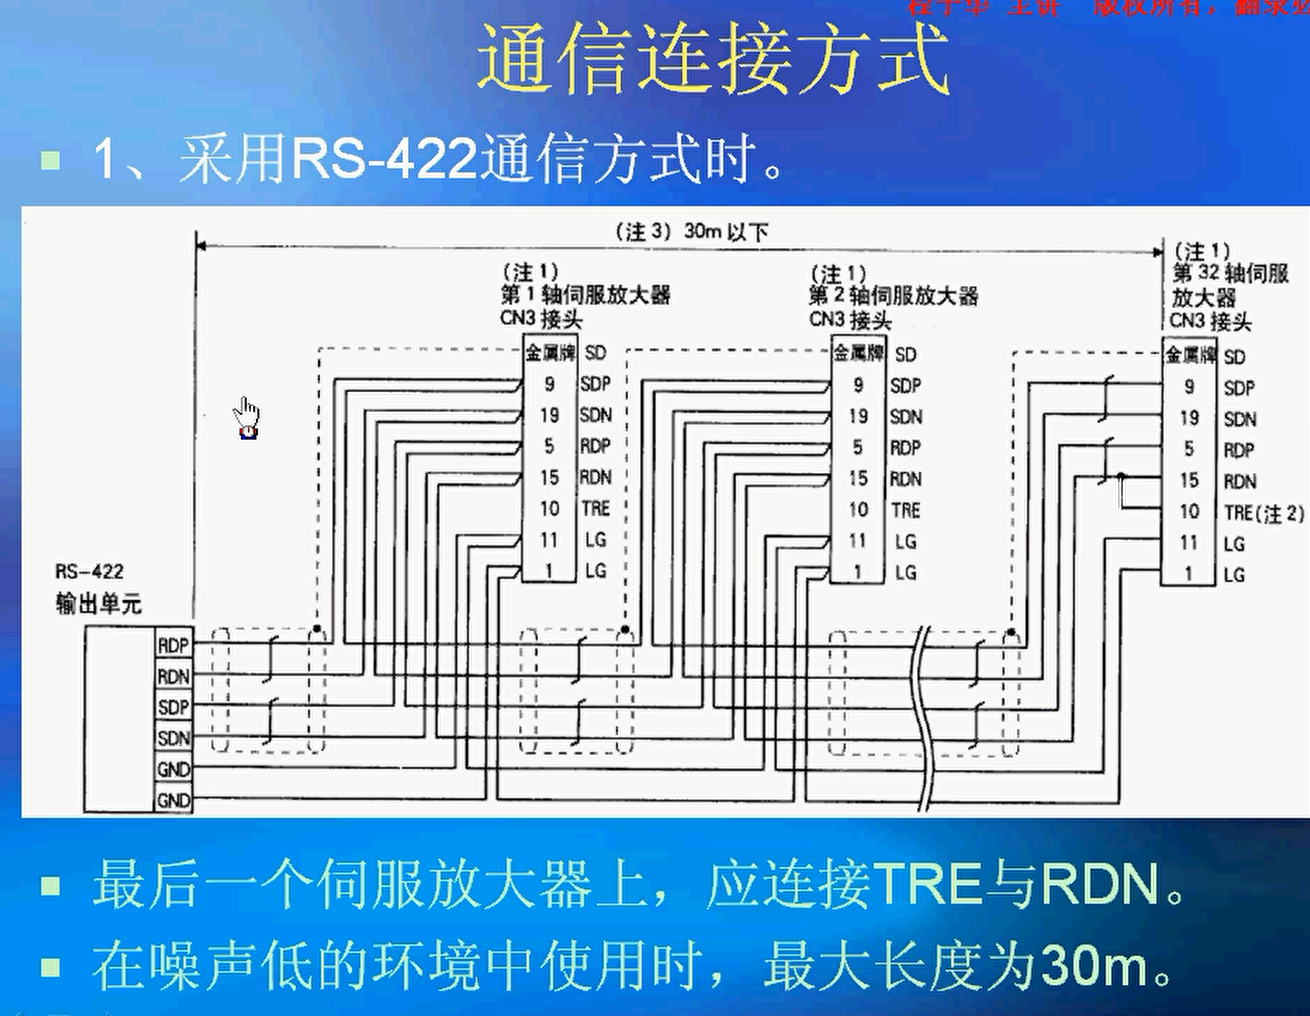 程宇华 主讲 版权所有，翻录必
通信连接方式
1、采用RS-422通信方式时。
(注 3) 30m 以下
(注 1)
第 1 轴伺服放大器
CN3 接头
金属牌 SD
9 SDP
19 SDN
5 RDP
15 RDN
10 TRE
11 LG
1 LG
(注 1)
第 2 轴伺服放大器
CN3 接头
金属牌 SD
9 SDP
19 SDN
5 RDP
15 RDN
10 TRE
11 LG
1 LG
(注 1)
第 32 轴伺服
放大器
CN3 接头
金属牌 SD
9 SDP
19 SDN
5 RDP
15 RDN
10 TRE(注 2)
11 LG
1 LG
RS-422
输出单元
RDP
RDN
SDP
SDN
GND
GND
最后一个伺服放大器上，应连接TRE与RDN。
在噪声低的环境中使用时，最大长度为30m。